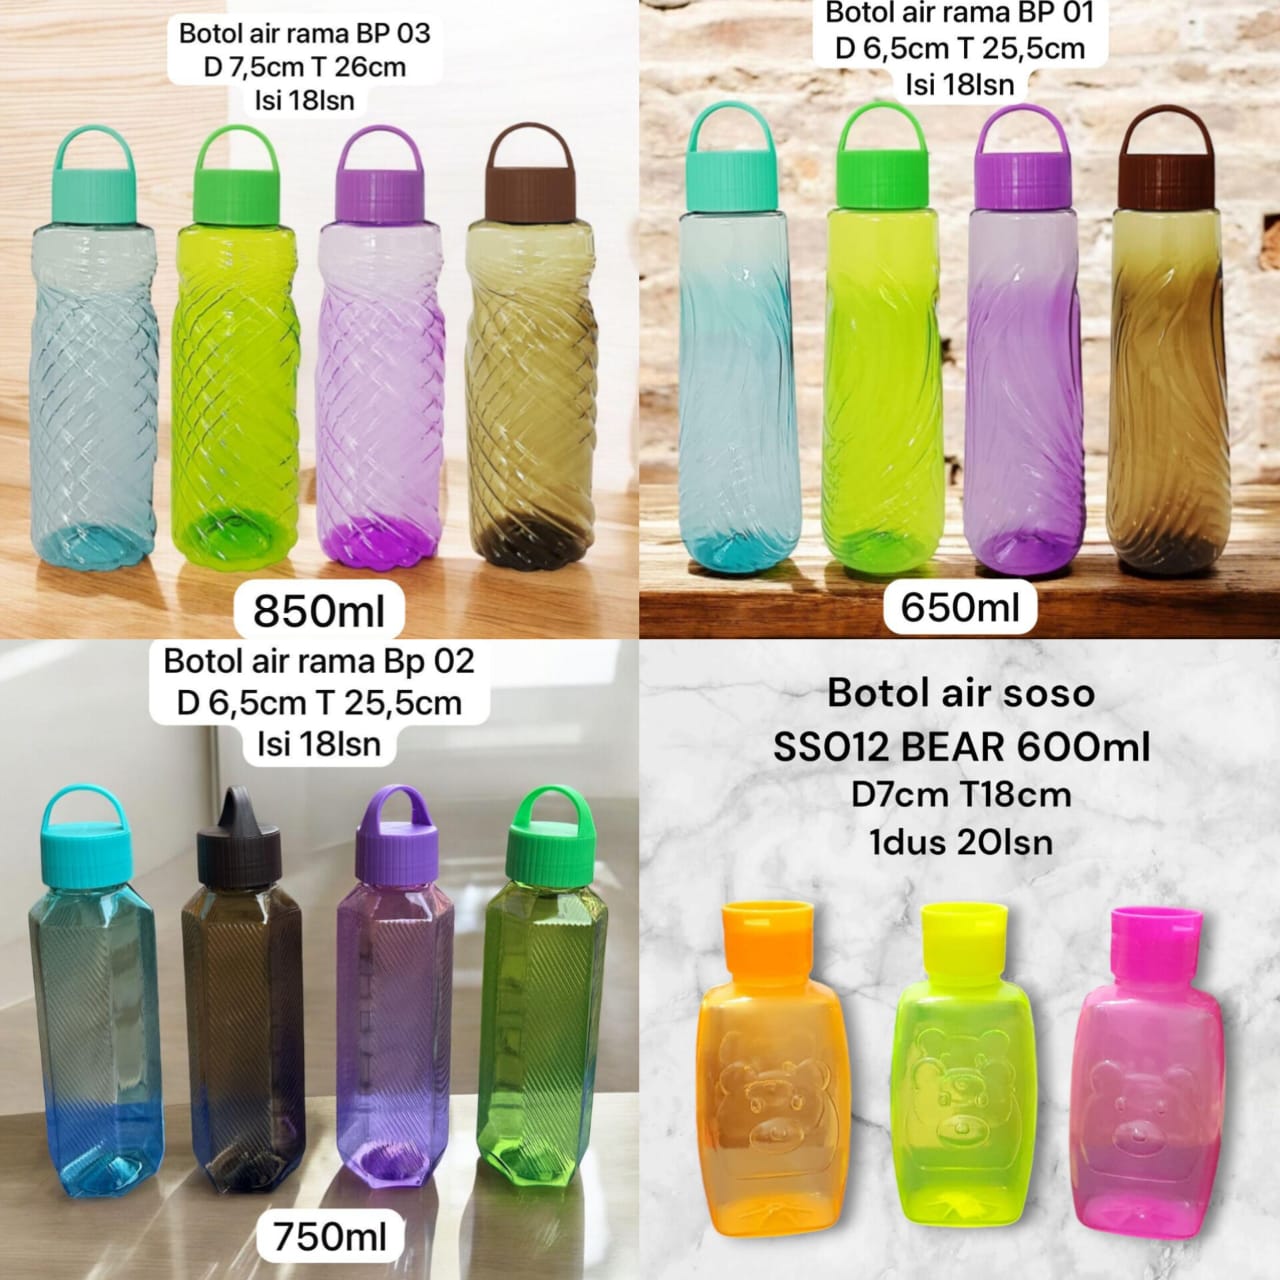 Botol air rama BP 03
D 7,5cm T 26cm
Isi 18lsn
850ml
Botol air rama BP 01
D 6,5cm T 25,5cm
Isi 18lsn
650ml
Botol air rama Bp 02
D 6,5cm T 25,5cm
Isi 18lsn
750ml
Botol air soso
SS012 BEAR 600ml
D7cm T18cm
1dus 20lsn